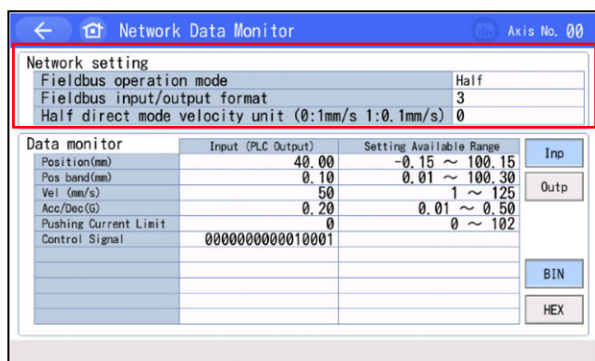 Network Data Monitor Axis No. 00
Network setting
Fieldbus operation mode Half
Fieldbus input/output format 3
Half direct mode velocity unit (0:1mm/s 1:0.1mm/s) 0
Data monitor Input (PLC Output) Setting Available Range
Position(mm) 40.00 -0.15 ～ 100.15
Pos band(mm) 0.10 0.01 ～ 100.30
Vel (mm/s) 50 1 ～ 125
Acc/Dec(G) 0.20 0.01 ～ 0.50
Pushing Current Limit 0 0 ～ 102
Control Signal 0000000000010001
Inp
Outp
BIN
HEX